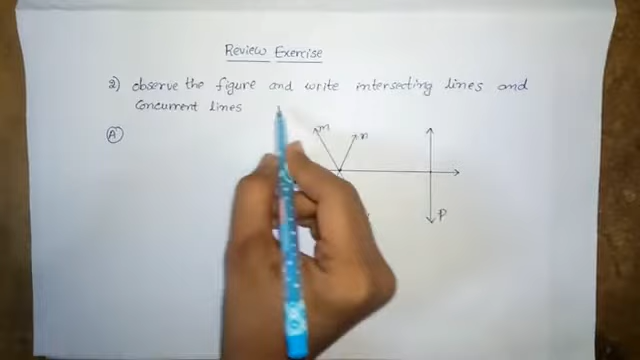 Review Exercise
2) observe the figure and write intersecting lines and
Concurrent lines
A
m
n
P